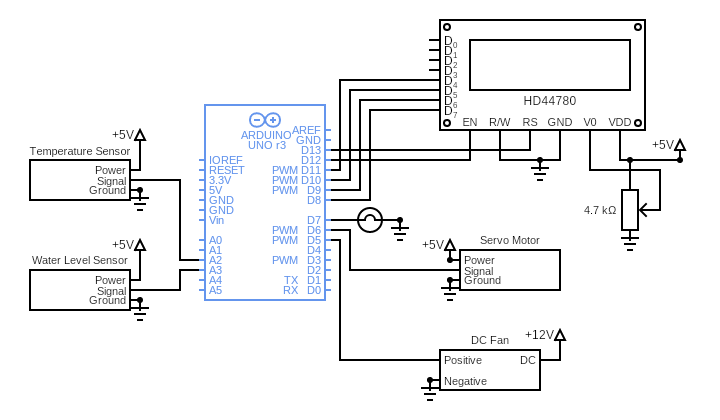 D0
D1
D2
D3
D4
D5
D6
D7
HD44780
EN R/W RS GND V0 VDD
+5V
4.7 kΩ
ARDUINO
UNO r3
AREF
GND
D13
IOREF D12
RESET PWM D11
3.3V PWM D10
5V PWM D9
GND D8
GND
Vin D7
PWM D6
A0 PWM D5
A1 D4
A2 PWM D3
A3 D2
A4 TX D1
A5 RX D0
+5V
Temperature Sensor
Power
Signal
Ground
+5V
Water Level Sensor
Power
Signal
Ground
+5V
Servo Motor
Power
Signal
Ground
+12V
DC Fan
Positive DC
Negative